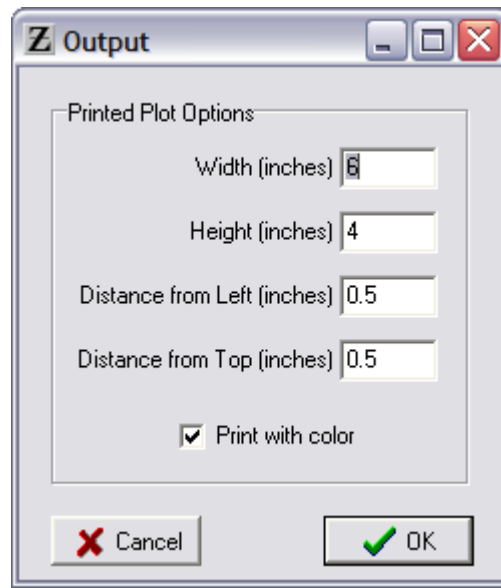 Z Output
Printed Plot Options
Width (inches) 6
Height (inches) 4
Distance from Left (inches) 0.5
Distance from Top (inches) 0.5
Print with color
Cancel OK